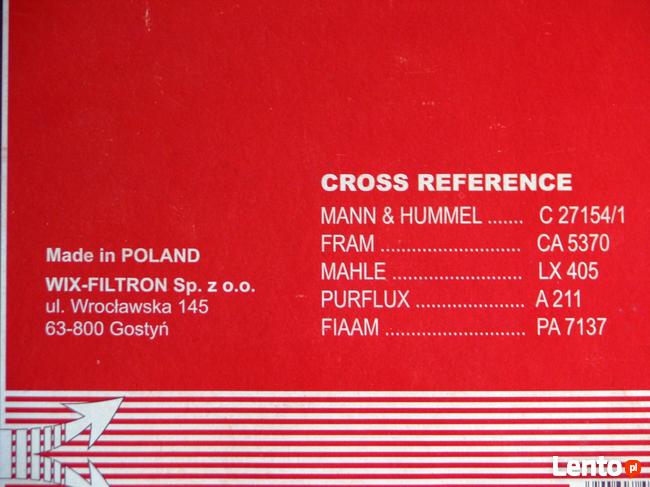 CROSS REFERENCE
MANN & HUMMEL ....... C 27154/1
FRAM ........................... CA 5370
MAHLE ......................... LX 405
PURFLUX ..................... A 211
FIAAM ........................... PA 7137
Made in POLAND
WIX-FILTRON Sp. z o.o.
ul. Wrocławska 145
63-800 Gostyń
Lento.pl